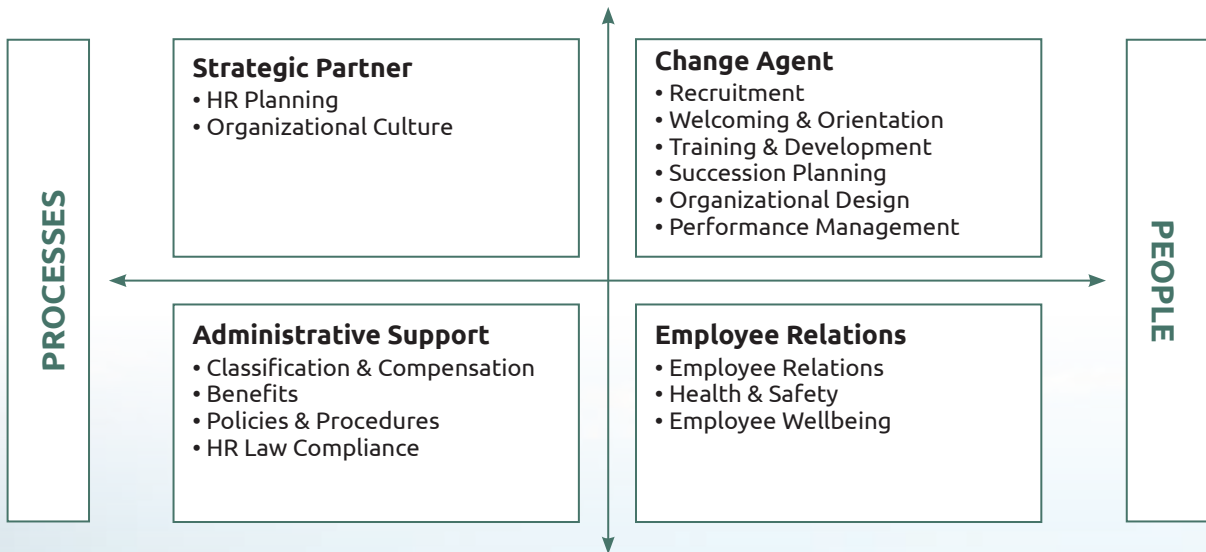 PROCESSES
Strategic Partner
• HR Planning
• Organizational Culture
Change Agent
• Recruitment
• Welcoming & Orientation
• Training & Development
• Succession Planning
• Organizational Design
• Performance Management
Administrative Support
• Classification & Compensation
• Benefits
• Policies & Procedures
• HR Law Compliance
Employee Relations
• Employee Relations
• Health & Safety
• Employee Wellbeing
PEOPLE